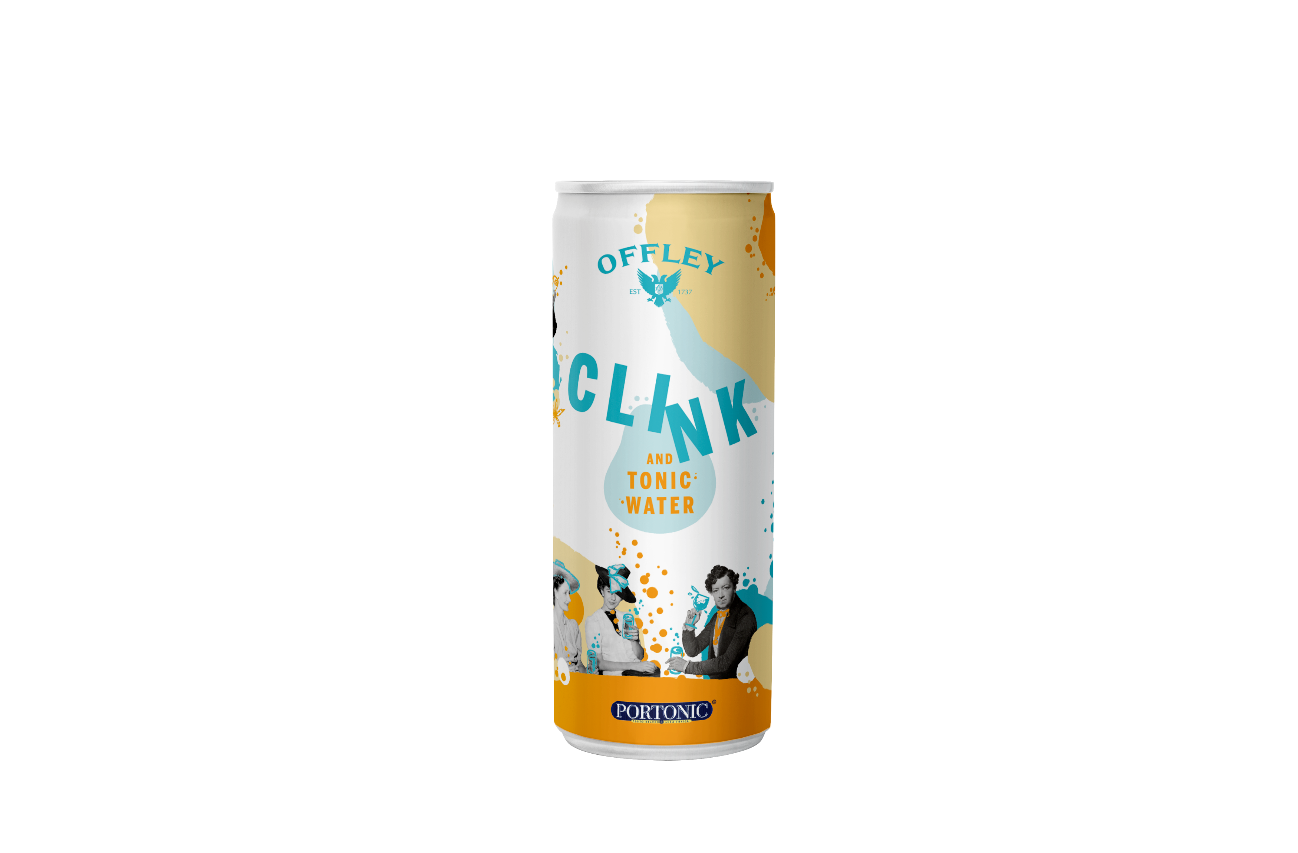 OFFLEY
EST 1737
CLINK
AND
TONIC
WATER
PORTONIC